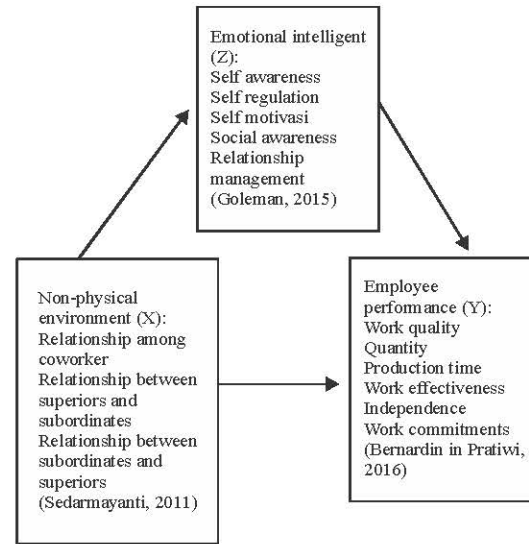 Emotional intelligent
(Z):
Self awareness
Self regulation
Self motivasi
Social awareness
Relationship
management
(Goleman, 2015)
Non-physical
environment (X):
Relationship among
coworker
Relationship between
superiors and
subordinates
Relationship between
subordinates and
superiors
(Sedarmayanti, 2011)
Employee
performance (Y):
Work quality
Quantity
Production time
Work effectiveness
Independence
Work commitments
(Bernardin in Pratiwi,
2016)